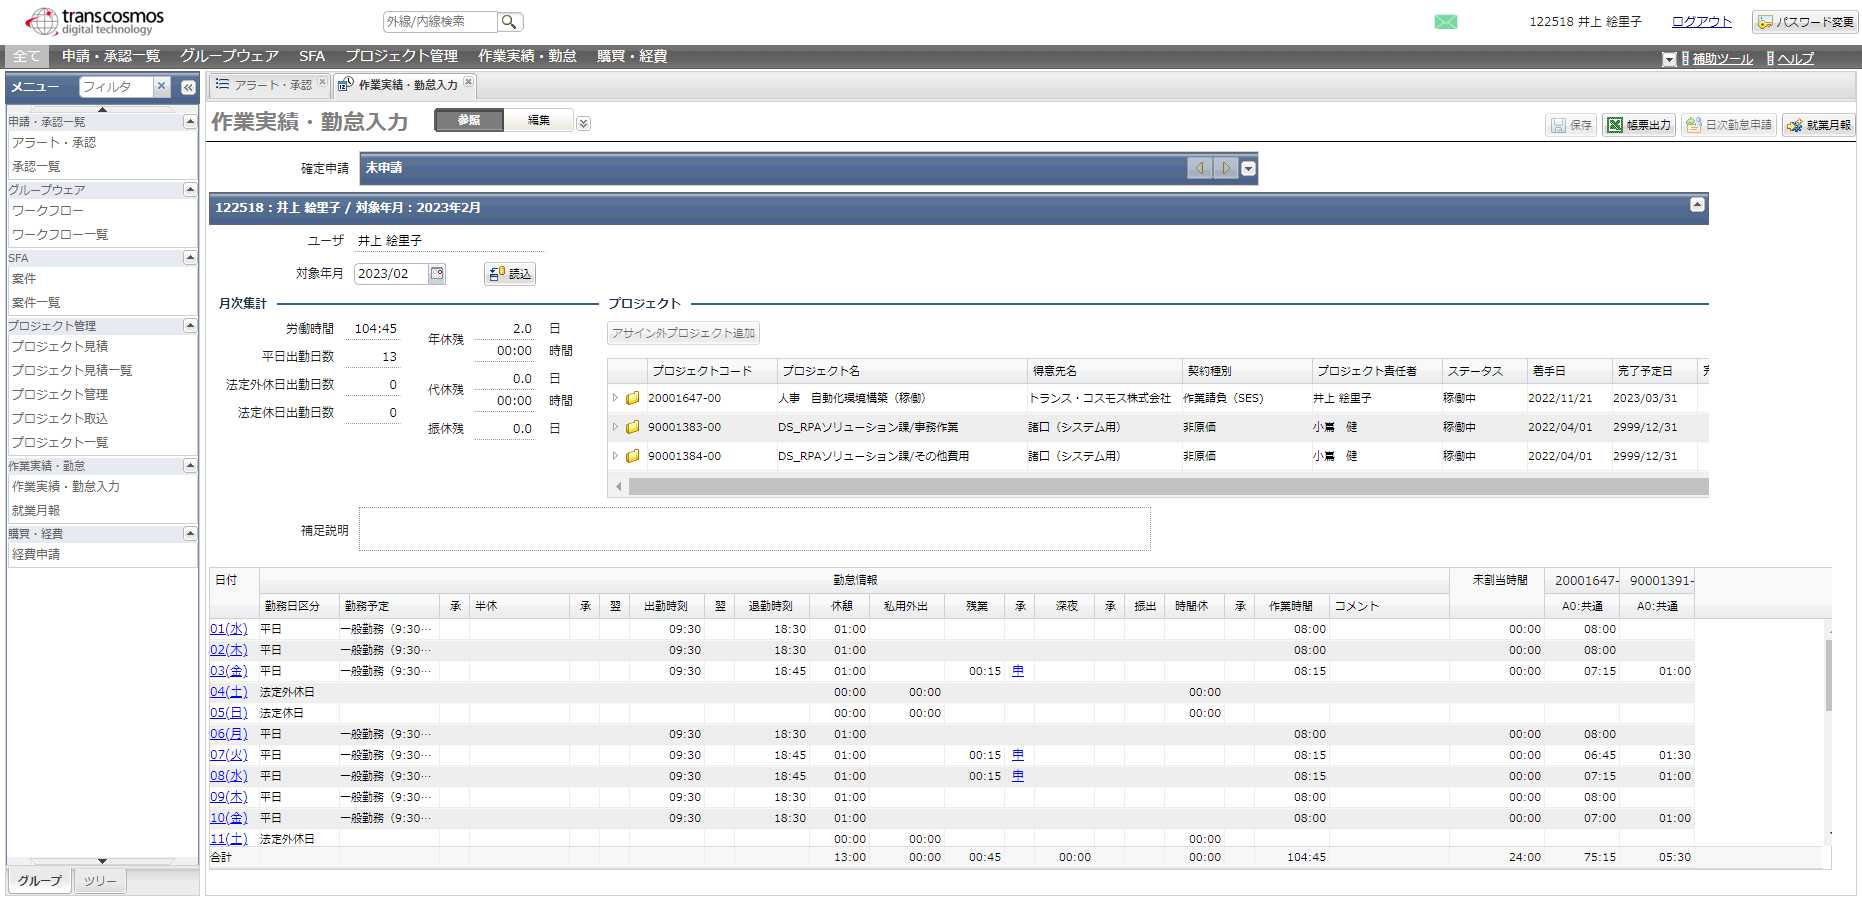 transcosmos
digital technology
外線/内線検索
122518 井上 絵里子
ログアウト
パスワード変更
全て 申請・承認一覧 グループウェア SFA プロジェクト管理 作業実績・勤怠 購買・経費
補助ツール ヘルプ
メニュー フィルタ
申請・承認一覧
アラート・承認
承認一覧
グループウェア
ワークフロー
ワークフロー一覧
SFA
案件
案件一覧
プロジェクト管理
プロジェクト見積
プロジェクト見積一覧
プロジェクト管理
プロジェクト取込
プロジェクト一覧
作業実績・勤怠
作業実績・勤怠入力
就業月報
購買・経費
経費申請
グループ ツリー
アラート・承認 作業実績・勤怠入力
作業実績・勤怠入力 参照 編集
保存 帳票出力 日次勤怠申請 就業月報
確定申請 未申請
122518：井上 絵里子 / 対象年月：2023年2月
ユーザ 井上 絵里子
対象年月 2023/02 読込
月次集計
労働時間 104:45
平日出勤日数 13
法定外休日出勤日数 0
法定休日出勤日数 0
年休残 2.0 日
00:00 時間
代休残 0.0 日
00:00 時間
振休残 0.0 日
プロジェクト
アサイン外プロジェクト追加
プロジェクトコード プロジェクト名 得意先名 契約種別 プロジェクト責任者 ステータス 着手日 完了予定日
20001647-00 人事　自動化環境構築（稼働） トランス・コスモス株式会社 作業請負（SES） 井上 絵里子 稼働中 2022/11/21 2023/03/31
90001383-00 DS_RPAソリューション課/事務作業 諸口（システム用） 非原価 小嶌　健 稼働中 2022/04/01 2999/12/31
90001384-00 DS_RPAソリューション課/その他費用 諸口（システム用） 非原価 小嶌　健 稼働中 2022/04/01 2999/12/31
補足説明
日付 勤怠情報 未割当時間 20001647- 90001391-
勤務日区分 勤務予定 承 半休 承 翌 出勤時刻 翌 退勤時刻 休憩 私用外出 残業 承 深夜 承 振出 時間休 承 作業時間 コメント A0:共通 A0:共通
01(水) 平日 一般勤務（9:30… 09:30 18:30 01:00 08:00 00:00 08:00
02(木) 平日 一般勤務（9:30… 09:30 18:30 01:00 08:00 00:00 08:00
03(金) 平日 一般勤務（9:30… 09:30 18:45 01:00 00:15 申 08:15 00:00 07:15 01:00
04(土) 法定外休日 00:00 00:00 00:00
05(日) 法定休日 00:00 00:00 00:00
06(月) 平日 一般勤務（9:30… 09:30 18:30 01:00 08:00 00:00 08:00
07(火) 平日 一般勤務（9:30… 09:30 18:45 01:00 00:15 申 08:15 00:00 06:45 01:30
08(水) 平日 一般勤務（9:30… 09:30 18:45 01:00 00:15 申 08:15 00:00 07:15 01:00
09(木) 平日 一般勤務（9:30… 09:30 18:30 01:00 08:00 00:00 08:00
10(金) 平日 一般勤務（9:30… 09:30 18:30 01:00 08:00 00:00 07:00 01:00
11(土) 法定外休日 00:00 00:00 00:00
合計 13:00 00:00 00:45 00:00 00:00 104:45 24:00 75:15 05:30